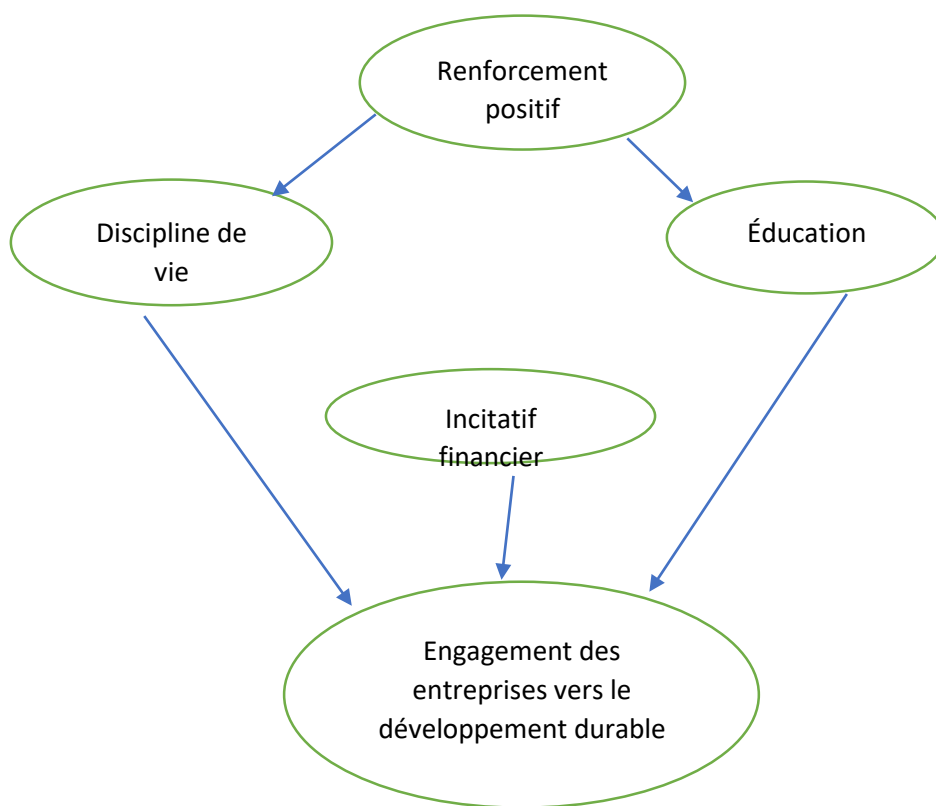 Renforcement
positif
Discipline de
vie
Éducation
Incitatif
financier
Engagement des
entreprises vers le
développement durable